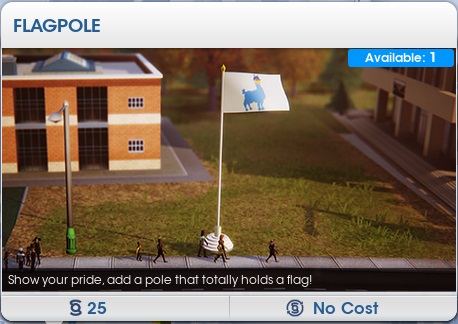 FLAGPOLE
Available: 1
Show your pride, add a pole that totally holds a flag!
25
No Cost